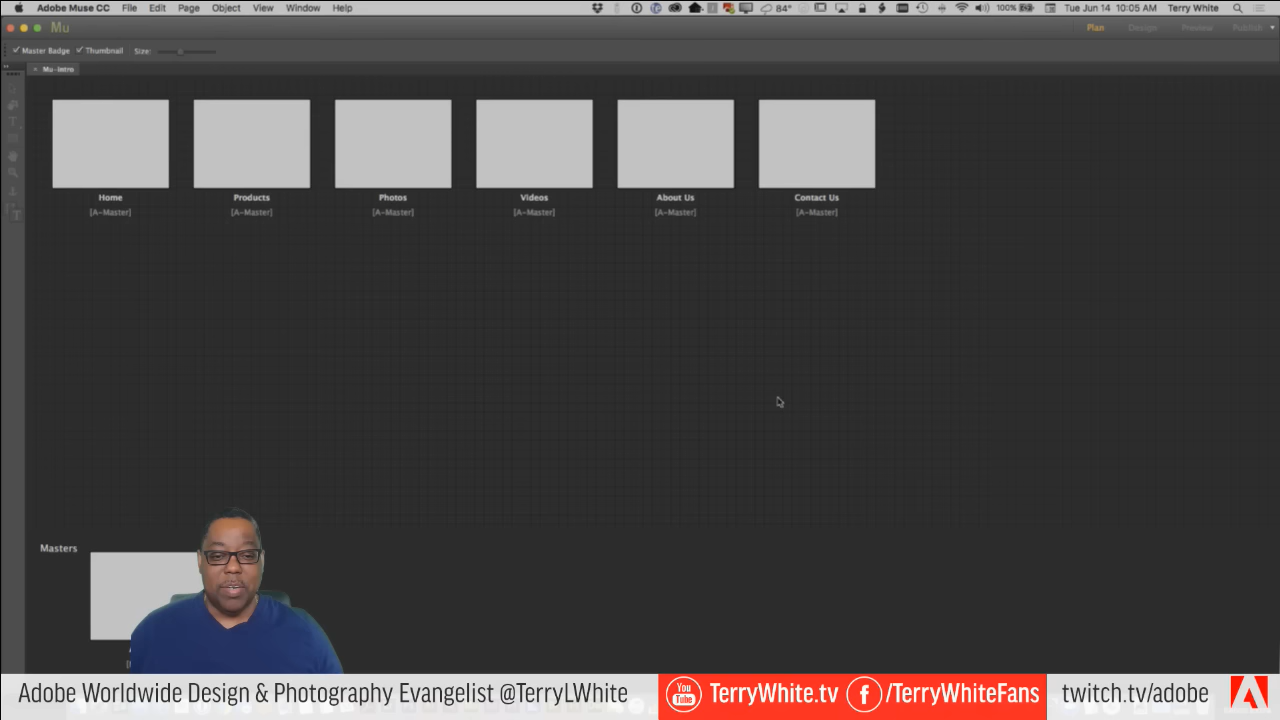 Adobe Muse CC File Edit Page Object View Window Help 84° 100% Tue Jun 14 10:05 AM Terry White
Mu Plan Design Preview Publish
Master Badge Thumbnail Size:
Mu-intro
Home Products Photos Videos About Us Contact Us
[A-Master] [A-Master] [A-Master] [A-Master] [A-Master] [A-Master]
Masters
Adobe Worldwide Design & Photography Evangelist @TerryLWhite You Tube TerryWhite.tv f /TerryWhiteFans twitch.tv/adobe